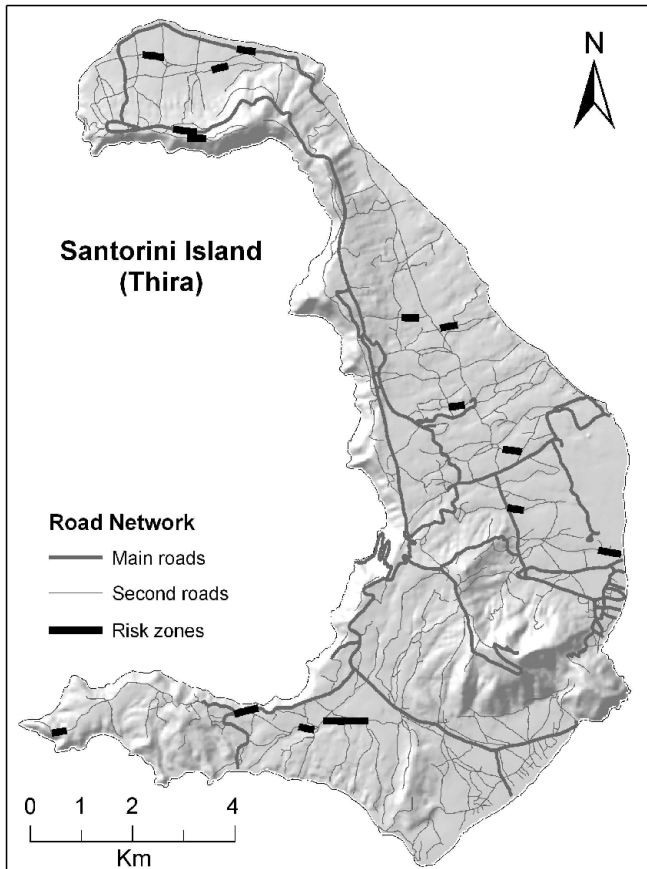 N
Santorini Island
(Thira)
Road Network
Main roads
Second roads
Risk zones
0 1 2 4
Km